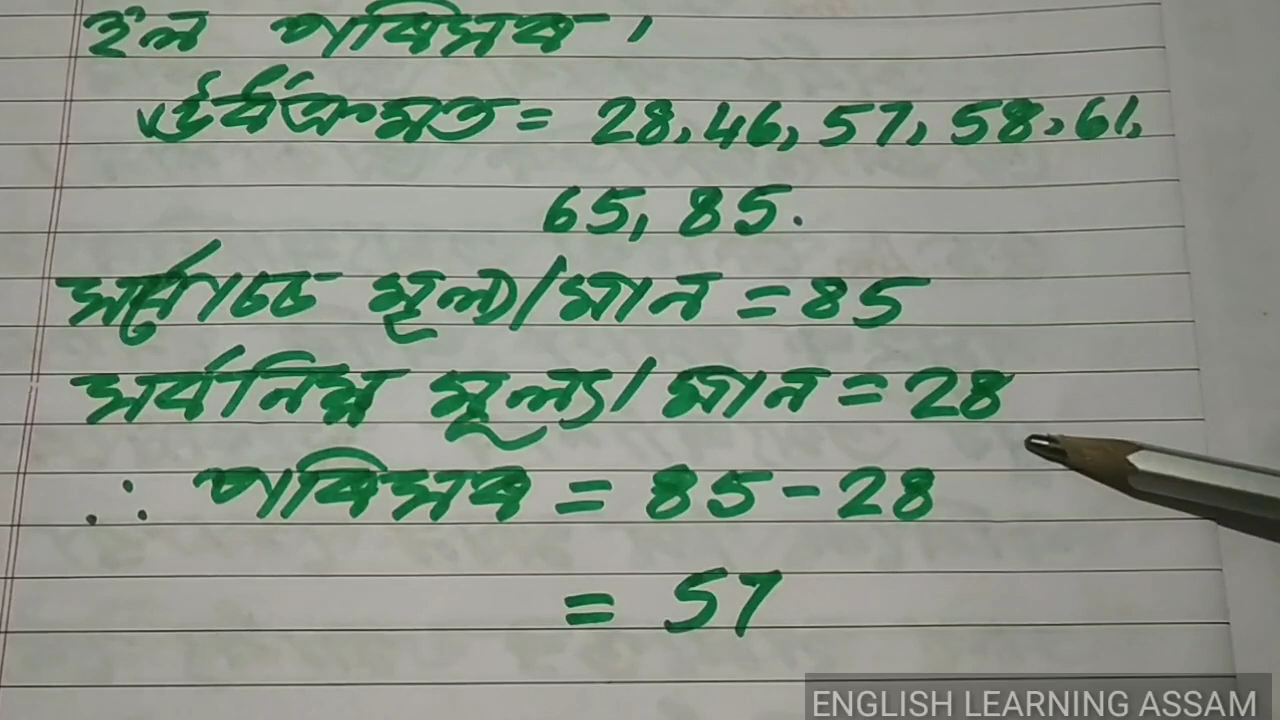 হ'ল পৰিসৰ ।
ঊৰ্ধক্ৰমত = 28, 46, 57, 58, 61,
65, 85.
সৰ্বোচ্চ মূল্য/মান = 85
সৰ্বনিম্ন মূল্য/মান = 28
∴ পৰিসৰ = 85 - 28
= 57
ENGLISH LEARNING ASSAM